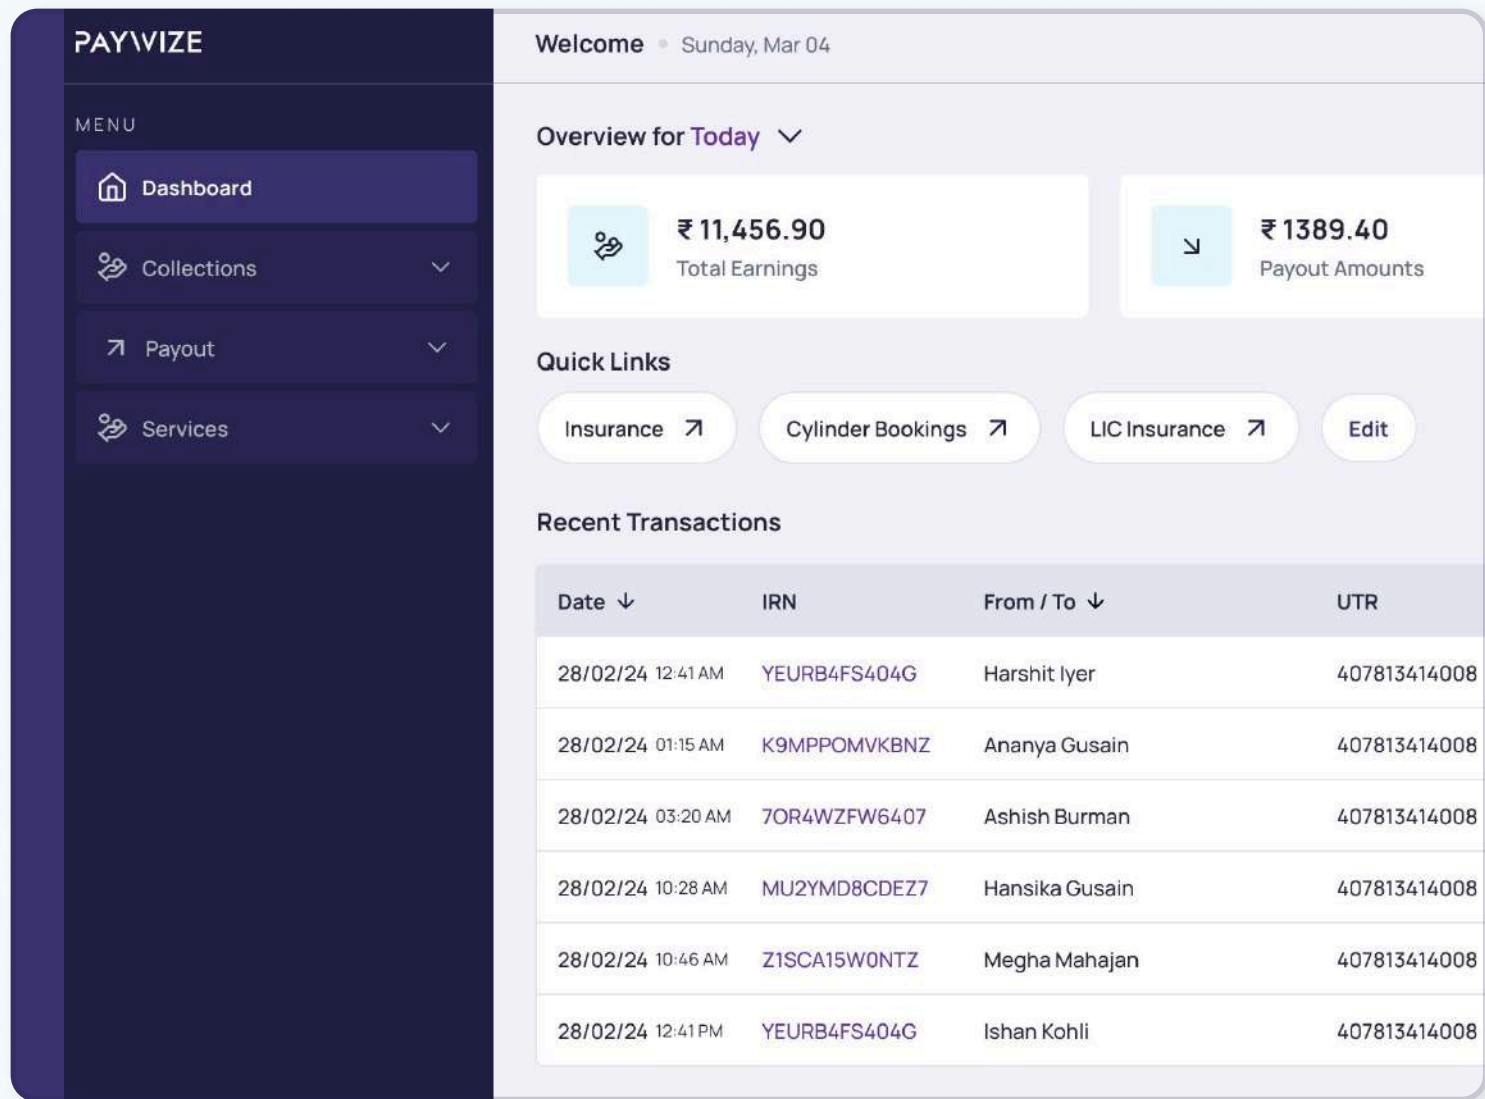 PAYWIZE
MENU
Dashboard
Collections
Payout
Services
Welcome • Sunday, Mar 04
Overview for Today
₹ 11,456.90
Total Earnings
₹ 1389.40
Payout Amounts
Quick Links
Insurance
Cylinder Bookings
LIC Insurance
Edit
Recent Transactions
Date IRN From / To UTR
28/02/24 12:41 AM YEURB4FS404G Harshit Iyer 407813414008
28/02/24 01:15 AM K9MPPOMVKBNZ Ananya Gusain 407813414008
28/02/24 03:20 AM 7OR4WZFW6407 Ashish Burman 407813414008
28/02/24 10:28 AM MU2YMD8CDEZ7 Hansika Gusain 407813414008
28/02/24 10:46 AM Z1SCA15W0NTZ Megha Mahajan 407813414008
28/02/24 12:41 PM YEURB4FS404G Ishan Kohli 407813414008